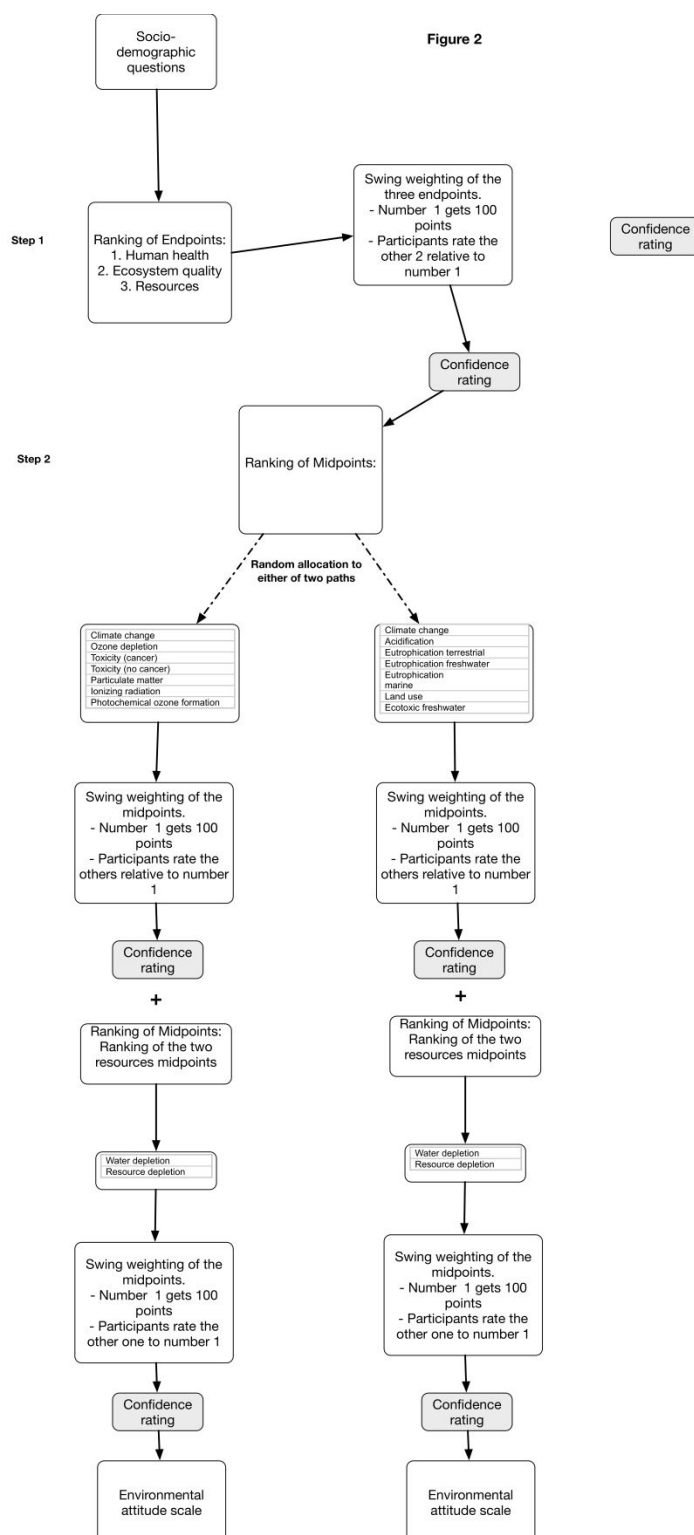 Figure 2
Socio-
demographic
questions
Step 1
Ranking of Endpoints:
1. Human health
2. Ecosystem quality
3. Resources
Swing weighting of the
three endpoints.
- Number 1 gets 100
points
- Participants rate the
other 2 relative to
number 1
Confidence
rating
Confidence
rating
Step 2
Ranking of Midpoints:
Random allocation to
either of two paths
Climate change
Ozone depletion
Toxicity (cancer)
Toxicity (no cancer)
Particulate matter
Ionizing radiation
Photochemical ozone formation
Climate change
Acidification
Eutrophication terrestrial
Eutrophication freshwater
Eutrophication
marine
Land use
Ecotoxic freshwater
Swing weighting of the
midpoints.
- Number 1 gets 100
points
- Participants rate the
others relative to number
1
Swing weighting of the
midpoints.
- Number 1 gets 100
points
- Participants rate the
others relative to number
1
Confidence
rating
Confidence
rating
+
+
Ranking of Midpoints:
Ranking of the two
resources midpoints
Ranking of Midpoints:
Ranking of the two
resources midpoints
Water depletion
Resource depletion
Water depletion
Resource depletion
Swing weighting of the
midpoints.
- Number 1 gets 100
points
- Participants rate the
other one to number 1
Swing weighting of the
midpoints.
- Number 1 gets 100
points
- Participants rate the
other one to number 1
Confidence
rating
Confidence
rating
Environmental
attitude scale
Environmental
attitude scale